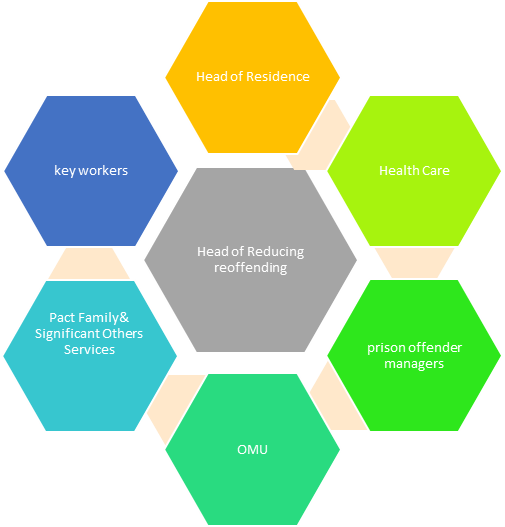 Head of Residence
key workers
Health Care
Head of Reducing
reoffending
Pact Family&
Significant Others
Services
prison offender
managers
OMU